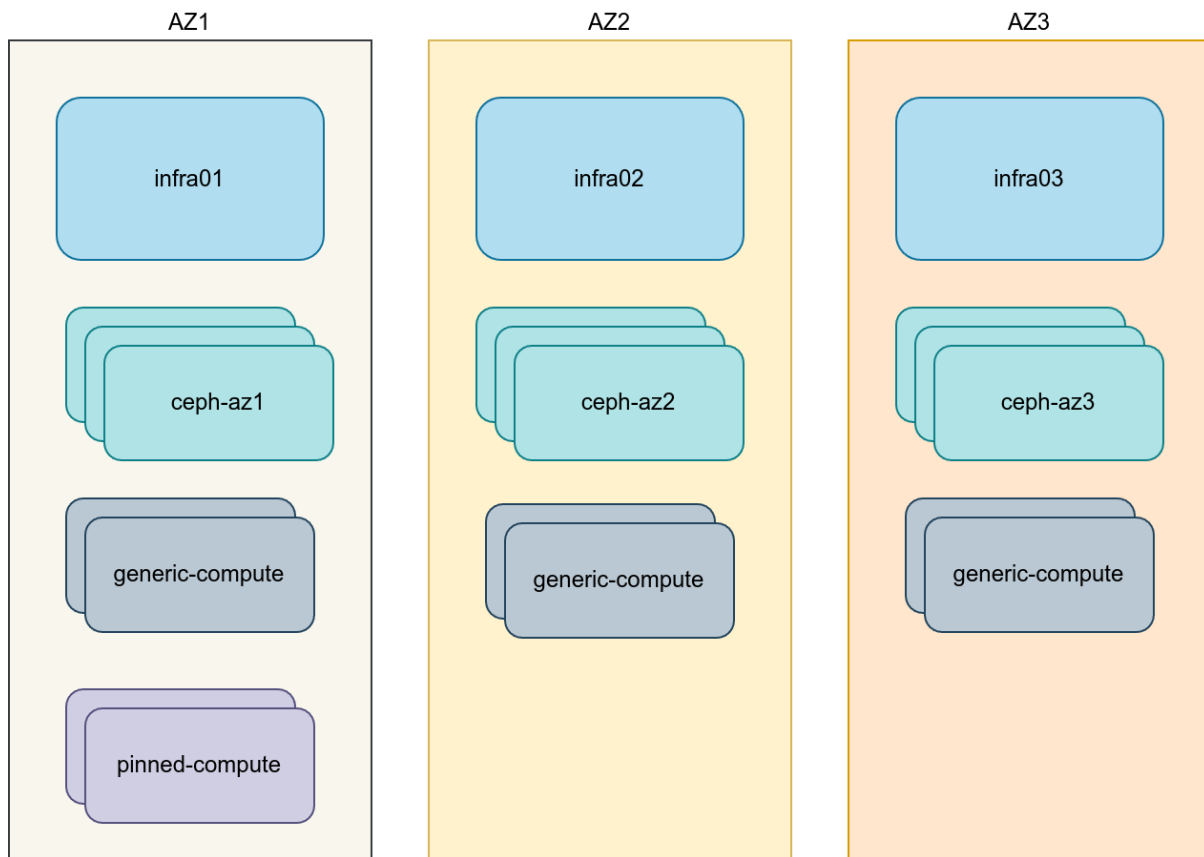 AZ1
AZ2
AZ3
infra01
infra02
infra03
ceph-az1
ceph-az2
ceph-az3
generic-compute
generic-compute
generic-compute
pinned-compute